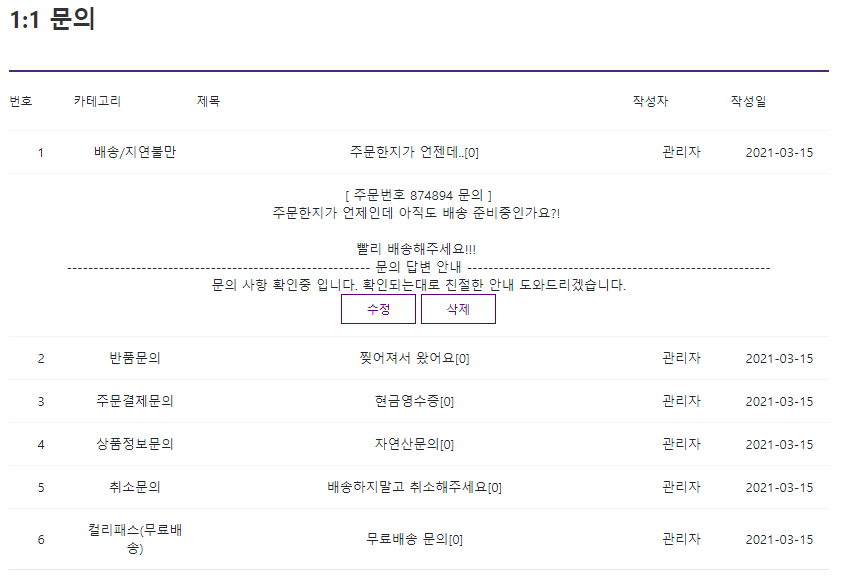 1:1 문의
번호 카테고리 제목 작성자 작성일
1 배송/지연불만 주문한지가 언젠데..[0] 관리자 2021-03-15
[ 주문번호 874894 문의 ]
주문한지가 언제인데 아직도 배송 준비중인가요?!
빨리 배송해주세요!!!
--------------------------------------------------------- 문의 답변 안내 ---------------------------------------------------------
문의 사항 확인중 입니다. 확인되는대로 친절한 안내 도와드리겠습니다.
수정 삭제
2 반품문의 찢어져서 왔어요[0] 관리자 2021-03-15
3 주문결제문의 현금영수증[0] 관리자 2021-03-15
4 상품정보문의 자연산문의[0] 관리자 2021-03-15
5 취소문의 배송하지말고 취소해주세요[0] 관리자 2021-03-15
6 컬리패스(무료배 무료배송 문의[0] 관리자 2021-03-15
송)